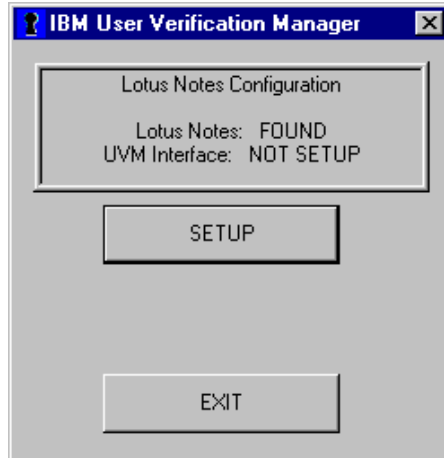 IBM User Verification Manager
Lotus Notes Configuration
Lotus Notes: FOUND
UVM Interface: NOT SETUP
SETUP
EXIT